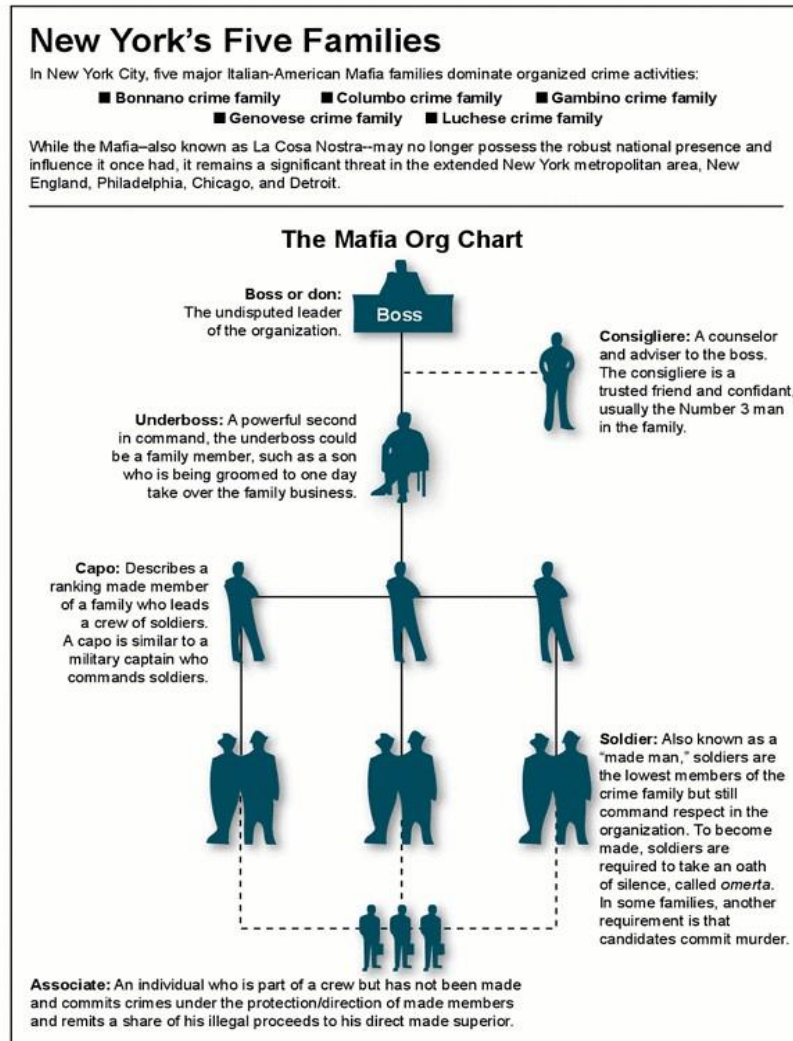 New York's Five Families
In New York City, five major Italian-American Mafia families dominate organized crime activities:
■ Bonnano crime family ■ Columbo crime family ■ Gambino crime family
■ Genovese crime family ■ Luchese crime family
While the Mafia–also known as La Cosa Nostra--may no longer possess the robust national presence and
influence it once had, it remains a significant threat in the extended New York metropolitan area, New
England, Philadelphia, Chicago, and Detroit.
The Mafia Org Chart
Boss or don:
The undisputed leader
of the organization.
Boss
Consigliere: A counselor
and adviser to the boss.
The consigliere is a
trusted friend and confidant,
usually the Number 3 man
in the family.
Underboss: A powerful second
in command, the underboss could
be a family member, such as a son
who is being groomed to one day
take over the family business.
Capo: Describes a
ranking made member
of a family who leads
a crew of soldiers.
A capo is similar to a
military captain who
commands soldiers.
Soldier: Also known as a
“made man,” soldiers are
the lowest members of the
crime family but still
command respect in the
organization. To become
made, soldiers are
required to take an oath
of silence, called omerta.
In some families, another
requirement is that
candidates commit murder.
Associate: An individual who is part of a crew but has not been made
and commits crimes under the protection/direction of made members
and remits a share of his illegal proceeds to his direct made superior.